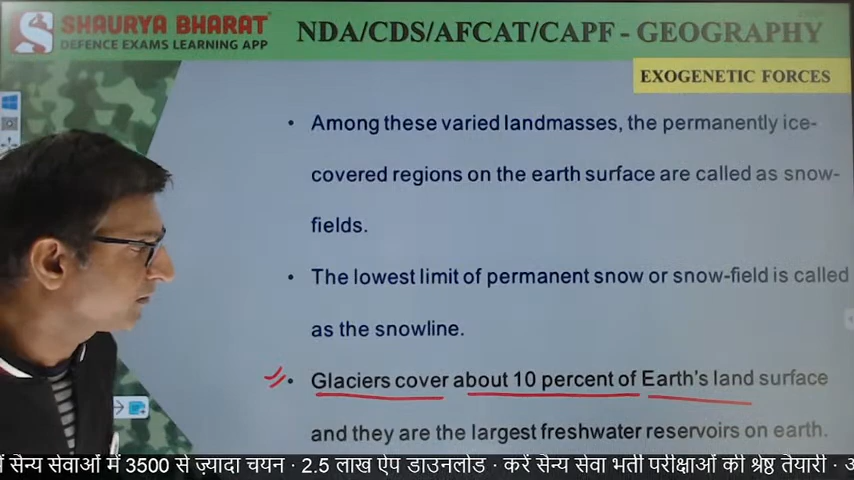 SHAURYA BHARAT
DEFENCE EXAMS LEARNING APP
NDA/CDS/AFCAT/CAPF - GEOGRAPHY
EXOGENETIC FORCES
• Among these varied landmasses, the permanently ice-
covered regions on the earth surface are called as snow-
fields.
• The lowest limit of permanent snow or snow-field is called
as the snowline.
• Glaciers cover about 10 percent of Earth's land surface
and they are the largest freshwater reservoirs on earth.
सैन्य सेवाओं में 3500 से ज़्यादा चयन · 2.5 लाख ऐप डाउनलोड · करें सैन्य सेवा भर्ती परीक्षाओं की श्रेष्ठ तैयारी ·